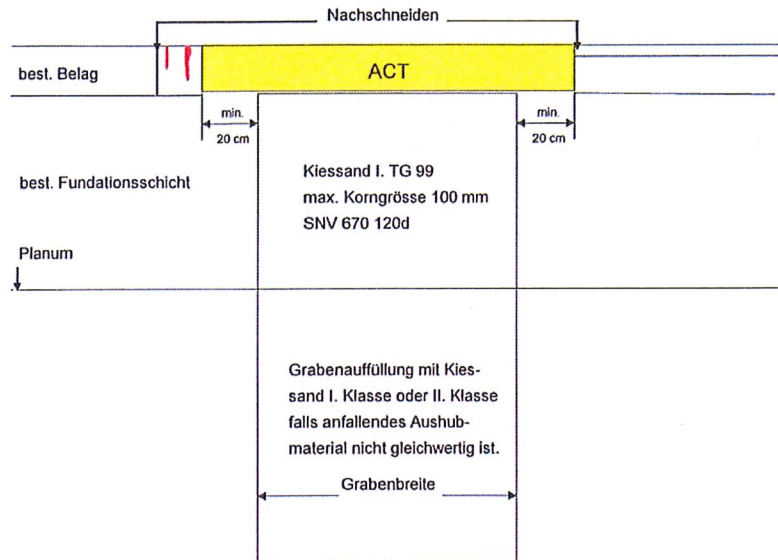 Nachschneiden
best. Belag
ACT
min.
20 cm
min.
20 cm
best. Fundationsschicht
Kiessand I. TG 99
max. Korngrösse 100 mm
SNV 670 120d
Planum
Grabenauffüllung mit Kies-
sand I. Klasse oder II. Klasse
falls anfallendes Aushub-
material nicht gleichwertig ist.
Grabenbreite